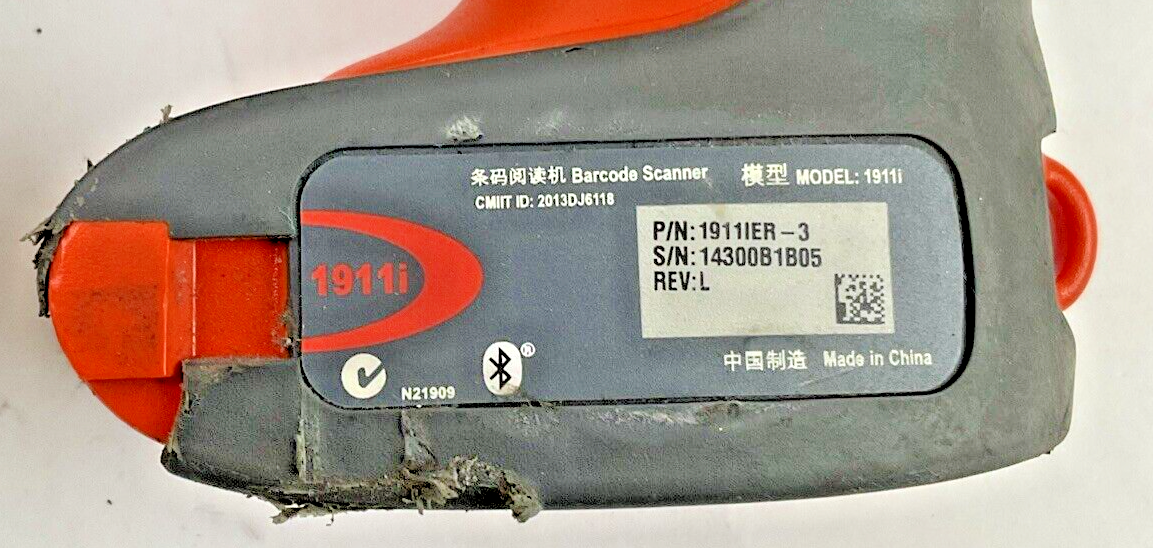 条码阅读机 Barcode Scanner 模型 MODEL: 1911i
CMIIT ID: 2013DJ6118
P/N: 1911IER-3
S/N: 14300B1B05
REV: L
1911i
N21909
®
中国制造 Made in China